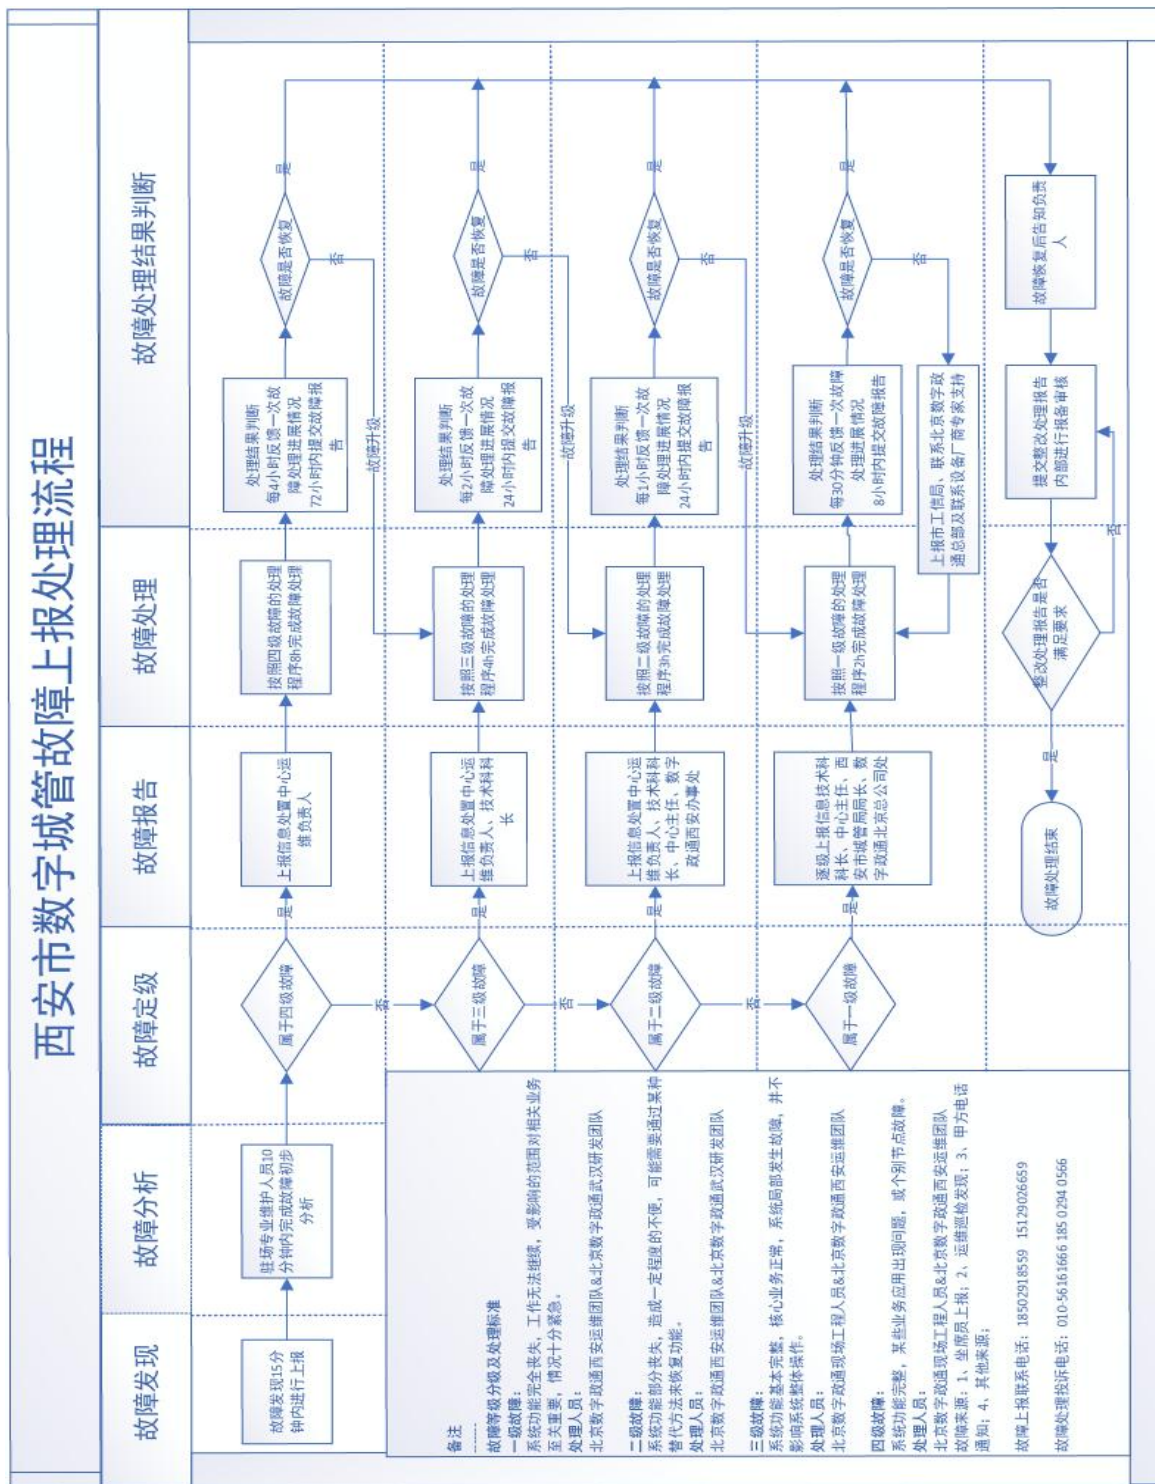 西安市数字城管故障上报处理流程
故障发现
故障分析
故障定级
故障报告
故障处理
故障处理结果判断
故障发现15分
钟内进行上报
驻场专业维护人员10
分钟内完成故障初步
分析
属于四级故障
是
上报信息处置中心运
维负责人
按照四级故障的处理
程序8h完成故障处理
处理结果判断
每4小时反馈一次故
障处理进展情况
72小时内提交故障报
告
故障是否恢复
是
否
故障升级
否
属于三级故障
是
上报信息处置中心运
维负责人、技术科科
长
按照三级故障的处理
程序4h完成故障处理
处理结果判断
每2小时反馈一次故
障处理进展情况
24小时内提交故障报
告
故障是否恢复
是
否
故障升级
否
属于二级故障
是
上报信息处置中心运
维负责人、技术科科
长、中心主任、数字
政通西安办事处
按照二级故障的处理
程序3h完成故障处理
处理结果判断
每1小时反馈一次故
障处理进展情况
24小时内提交故障报
告
故障是否恢复
是
否
故障升级
否
属于一级故障
是
逐级上报信息技术科
科长、中心主任、西
安市城管局局长、数
字政通北京总公司处
按照一级故障的处理
程序2h完成故障处理
处理结果判断
每30分钟反馈一次故障
处理进展情况
8小时内提交故障报告
故障是否恢复
是
否
上报市工信局、联系北京数字政
通总部及联系设备厂商专家支持
故障恢复后告知负责
人
提交整改处理报告
内部进行报备审核
整改处理报告是否
满足要求
否
是
故障处理结束
备注
故障等级分级及处理标准
一级故障：
系统功能完全丧失，工作无法继续，受影响的范围对相关业务
至关重要，情况十分紧急。
处理人员：
北京数字政通西安运维团队&北京数字政通武汉研发团队
二级故障：
系统功能部分丧失，造成一定程度的不便，可能需要通过某种
替代方法来恢复功能。
处理人员：
北京数字政通西安运维团队&北京数字政通武汉研发团队
三级故障：
系统功能基本完整，核心业务正常，系统局部发生故障，并不
影响系统整体操作。
处理人员：
北京数字政通现场工程人员&北京数字政通西安运维团队
四级故障：
系统功能完整，某些业务应用出现问题，或个别节点故障。
处理人员：
北京数字政通现场工程人员&北京数字政通西安运维团队
故障来源：1、坐席员上报；2、运维巡检发现；3、甲方电话
通知；4、其他来源；
故障上报联系电话：18502918559 15129026659
故障处理投诉电话：010-56161666 185 0294 0566